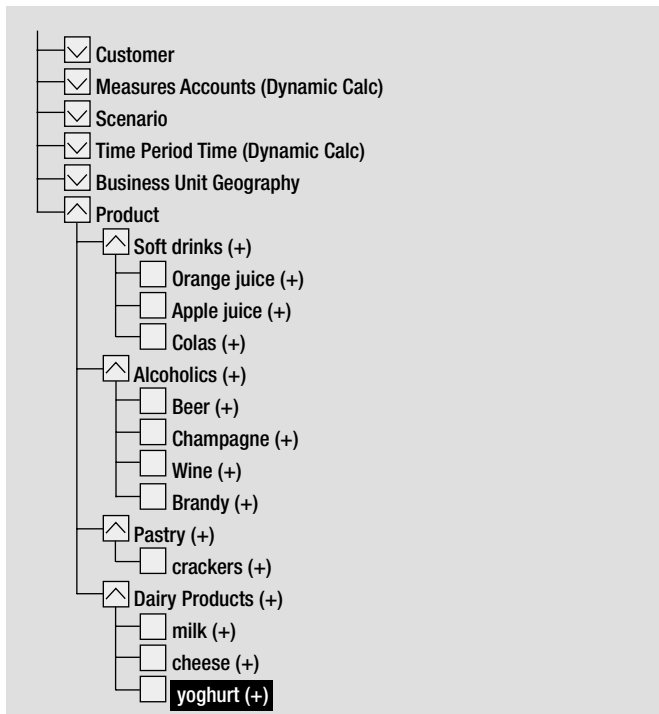 Customer
Measures Accounts (Dynamic Calc)
Scenario
Time Period Time (Dynamic Calc)
Business Unit Geography
Product
Soft drinks (+)
Orange juice (+)
Apple juice (+)
Colas (+)
Alcoholics (+)
Beer (+)
Champagne (+)
Wine (+)
Brandy (+)
Pastry (+)
crackers (+)
Dairy Products (+)
milk (+)
cheese (+)
yoghurt (+)